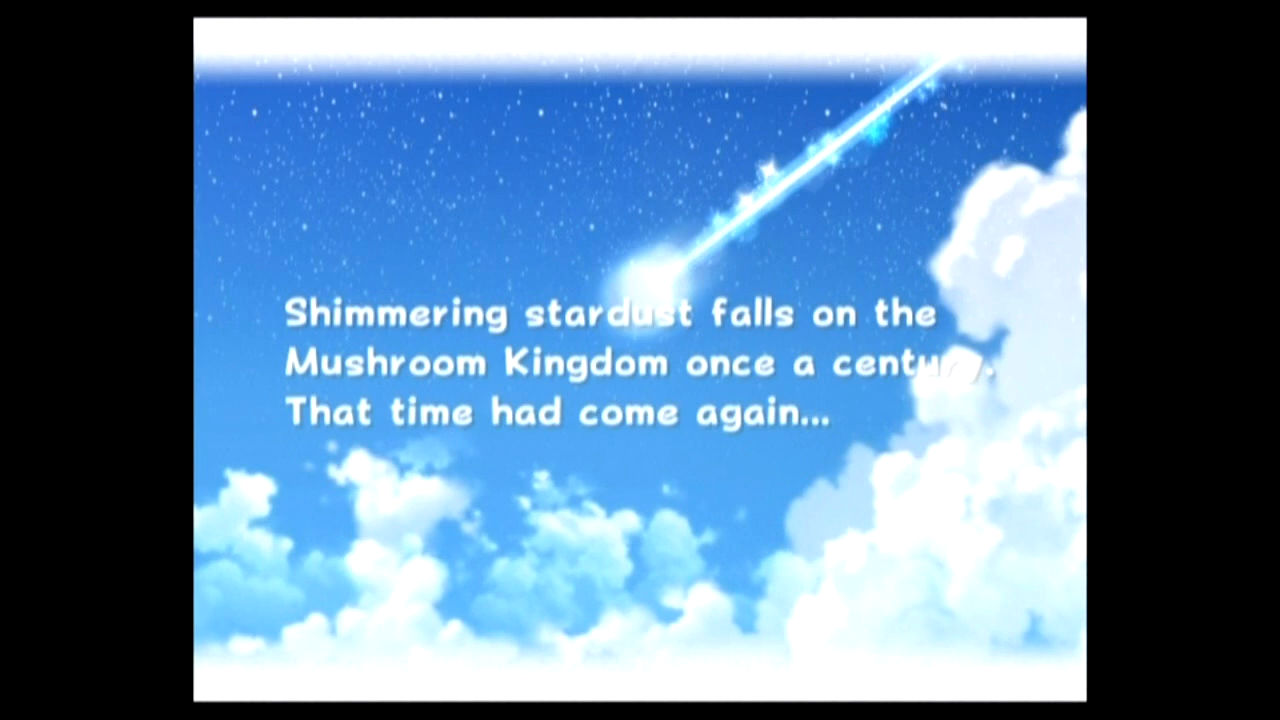 Shimmering stardust falls on the
Mushroom Kingdom once a century.
That time had come again...